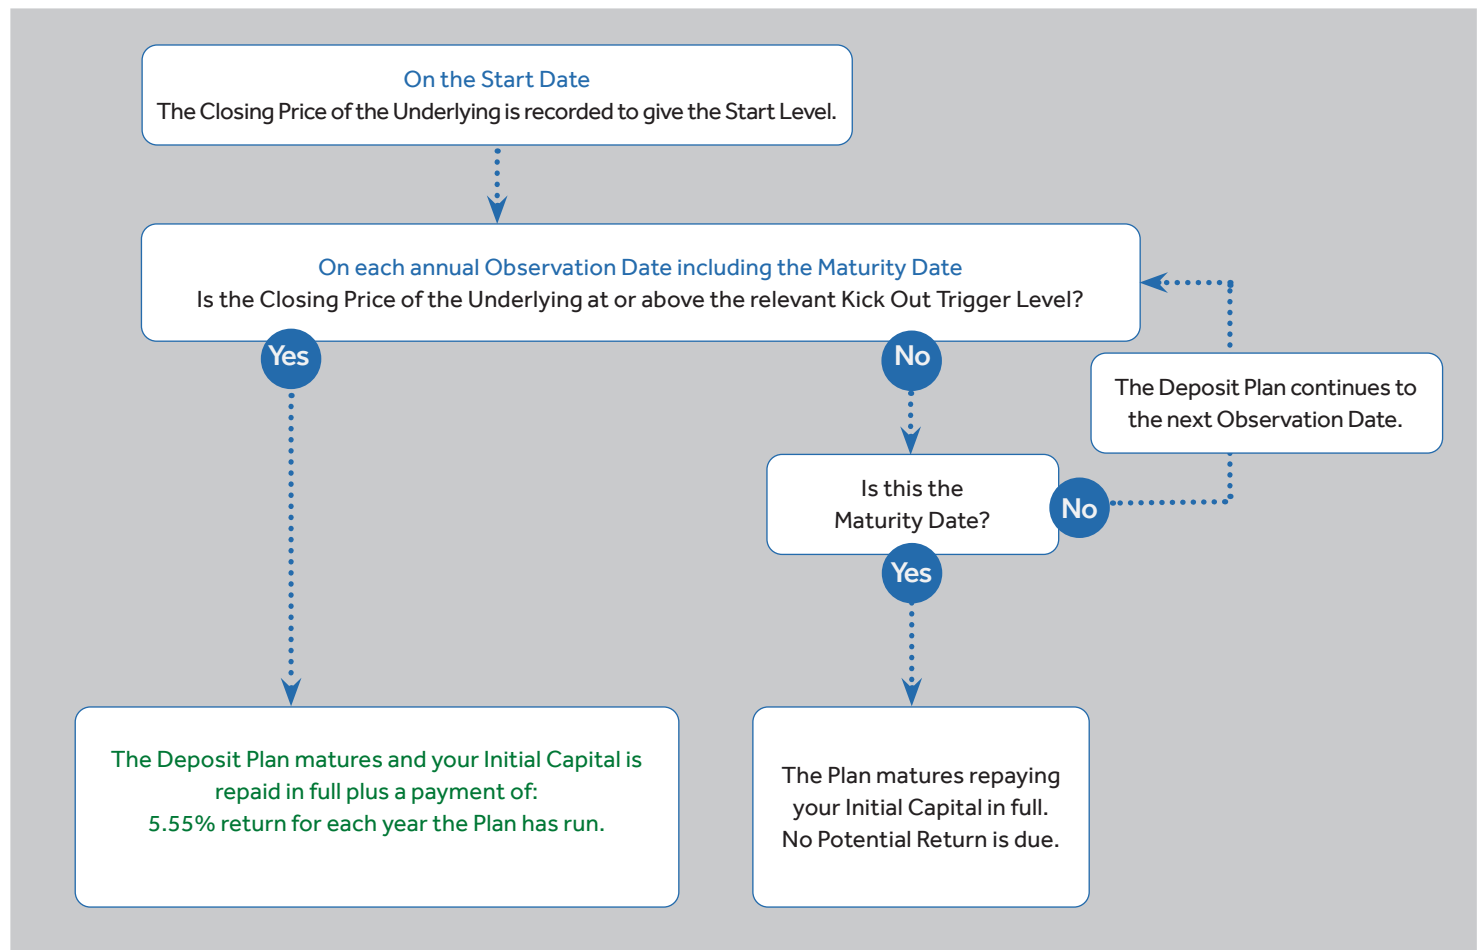 On the Start Date
The Closing Price of the Underlying is recorded to give the Start Level.
On each annual Observation Date including the Maturity Date
Is the Closing Price of the Underlying at or above the relevant Kick Out Trigger Level?
Yes
No
The Deposit Plan continues to
the next Observation Date.
Is this the
Maturity Date?
No
Yes
The Deposit Plan matures and your Initial Capital is
repaid in full plus a payment of:
5.55% return for each year the Plan has run.
The Plan matures repaying
your Initial Capital in full.
No Potential Return is due.